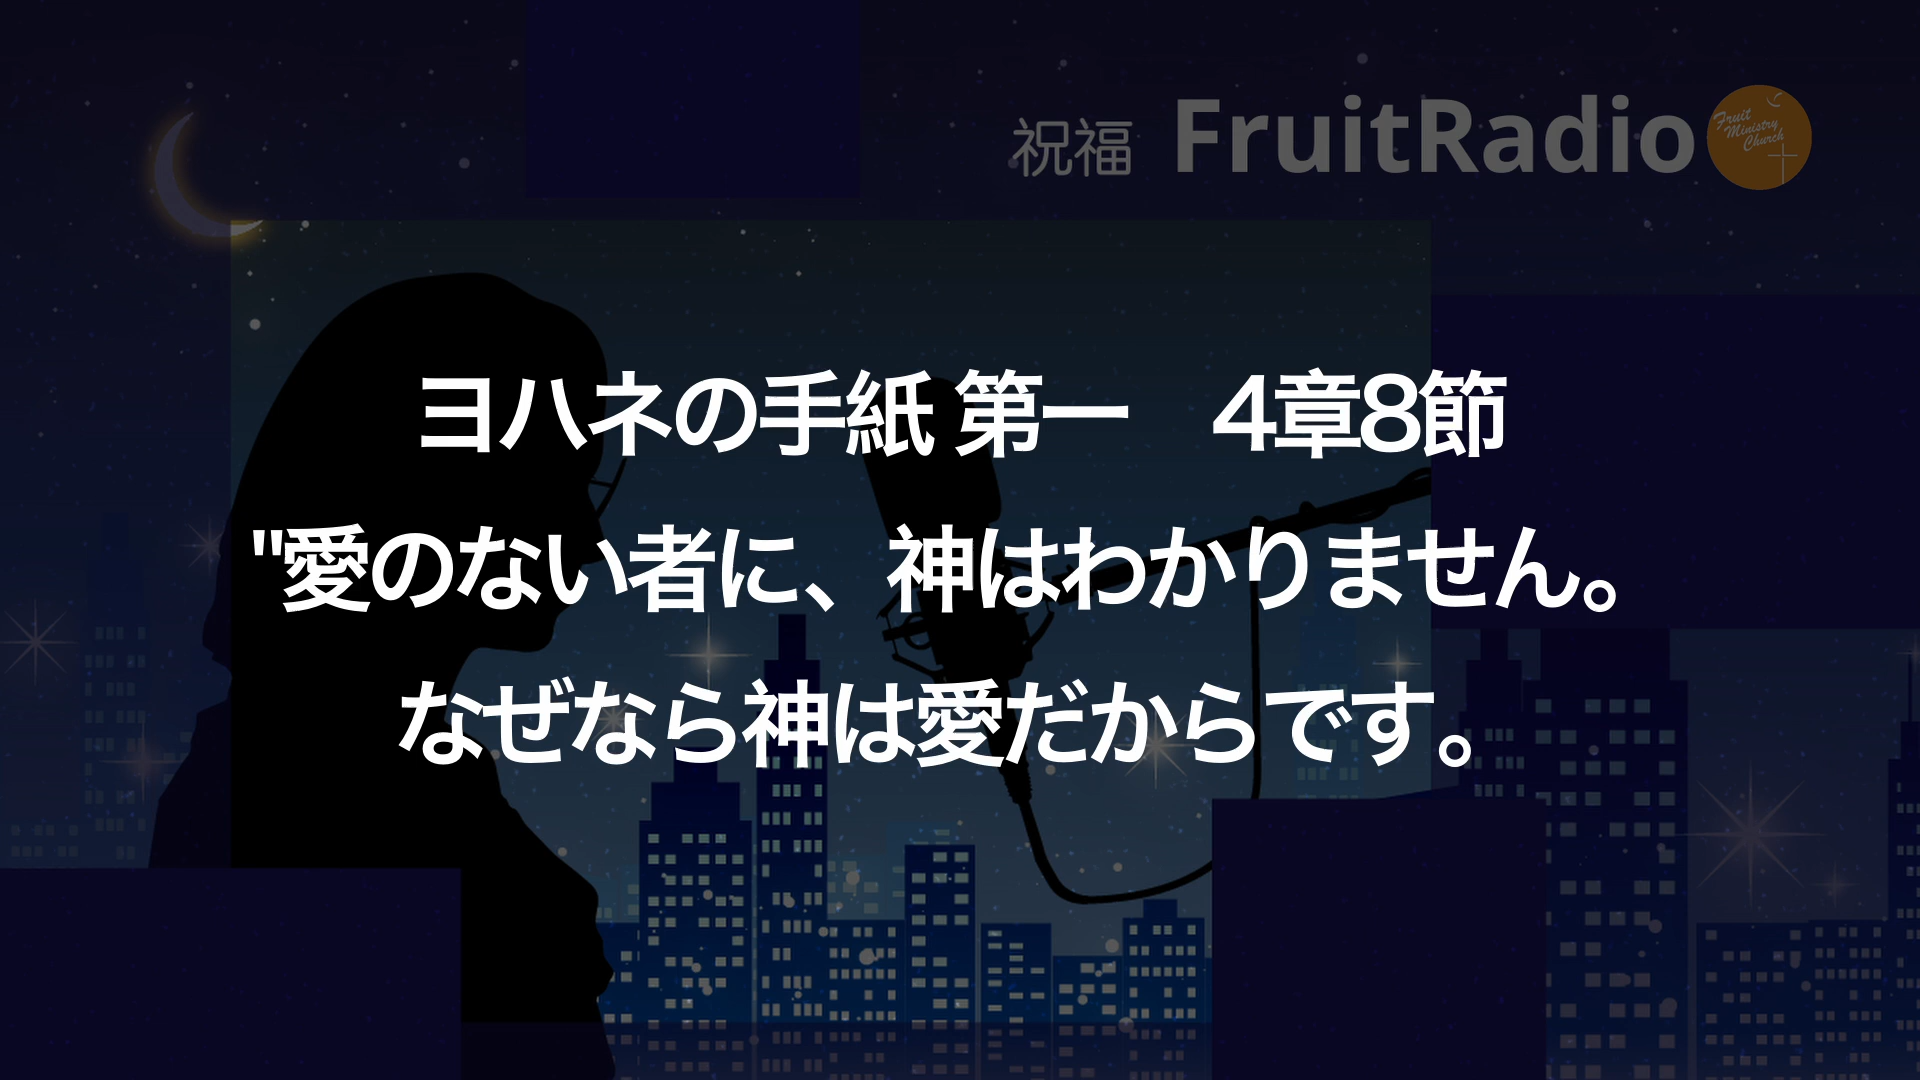 祝福 FruitRadio
Fruit
Ministry
Church
ヨハネの手紙 第一　4章8節
"愛のない者に、神はわかりません。
なぜなら神は愛だからです。